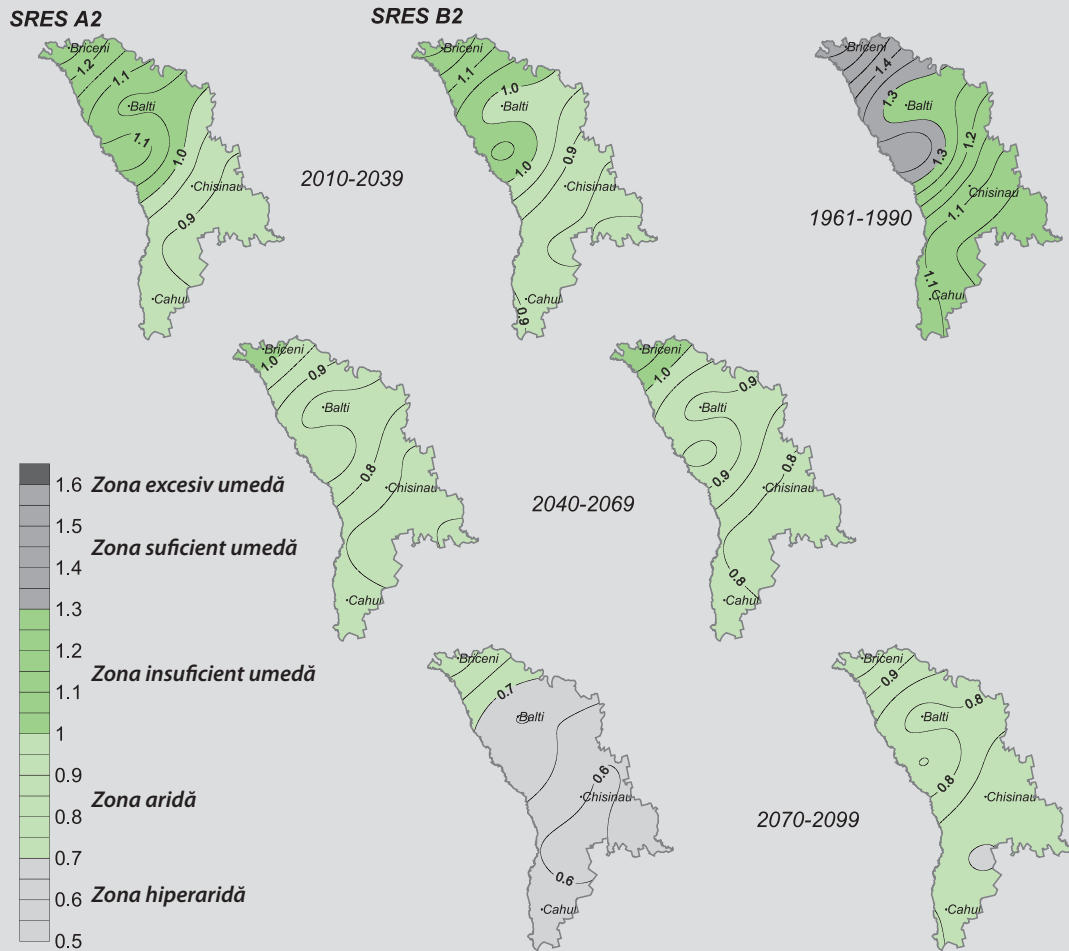 SRES A2
SRES B2
Briceni
1.2
1.1
Balti
1.1
1.0
Chisinau
0.9
Cahul
Briceni
1.1
1.0
Balti
1.0
0.9
Chisinau
Cahul
0.9
2010-2039
Briceni
1.4
1.3
Balti
1.3
1.2
Chisinau
1.1
1.1
Cahul
1961-1990
Briceni
1.0
0.9
Balti
0.8
Chisinau
Cahul
2040-2069
Briceni
1.0
0.9
Balti
0.9
0.8
Chisinau
0.8
Cahul
1.6 Zona excesiv umedă
1.5
Zona suficient umedă
1.4
1.3
1.2
Zona insuficient umedă
1.1
1
0.9
Zona aridă
0.8
0.7
0.6 Zona hiperaridă
0.5
Briceni
0.7
Balti
0.6
Chisinau
0.6
Cahul
2070-2099
Briceni
0.9
0.8
Balti
0.8
Chisinau
Cahul